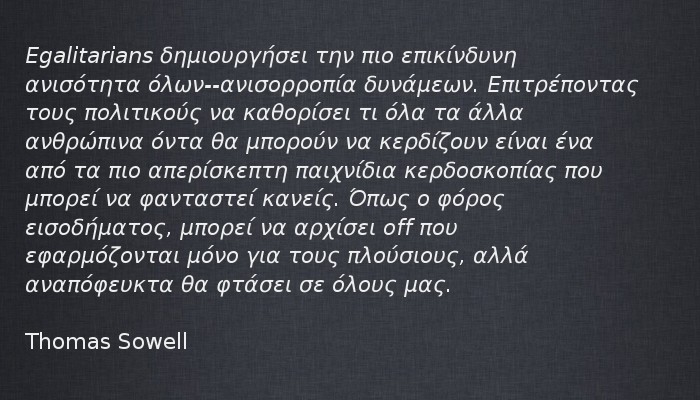 Egalitarians δημιουργήσει την πιο επικίνδυνη
ανισότητα όλων--ανισορροπία δυνάμεων. Επιτρέποντας
τους πολιτικούς να καθορίσει τι όλα τα άλλα
ανθρώπινα όντα θα μπορούν να κερδίζουν είναι ένα
από τα πιο απερίσκεπτη παιχνίδια κερδοσκοπίας που
μπορεί να φανταστεί κανείς. Όπως ο φόρος
εισοδήματος, μπορεί να αρχίσει off που
εφαρμόζονται μόνο για τους πλούσιους, αλλά
αναπόφευκτα θα φτάσει σε όλους μας.
Thomas Sowell